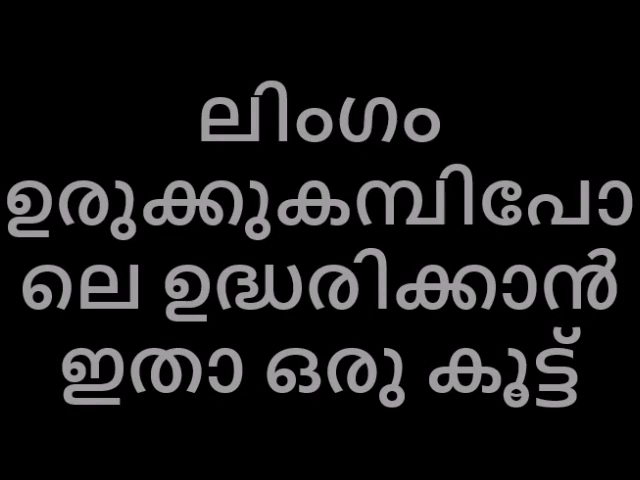 ലിംഗം
ഉരുക്കുകമ്പിപോ
ലെ ഉദ്ധരിക്കാൻ
ഇതാ ഒരു കൂട്ട്